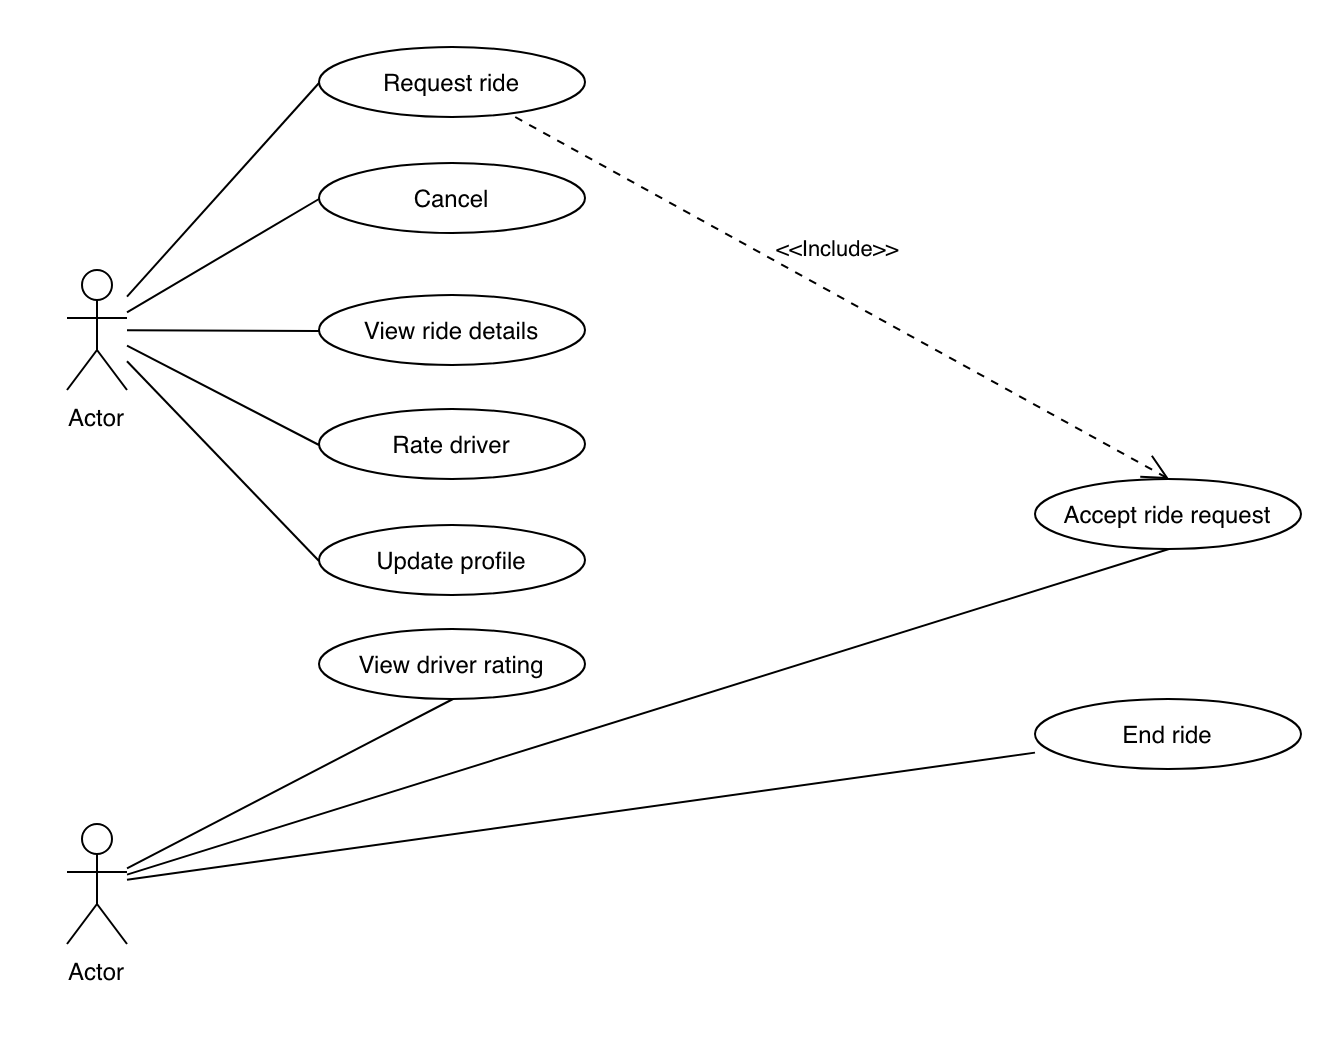 Request ride
Cancel
<<Include>>
View ride details
Actor
Rate driver
Accept ride request
Update profile
View driver rating
End ride
Actor